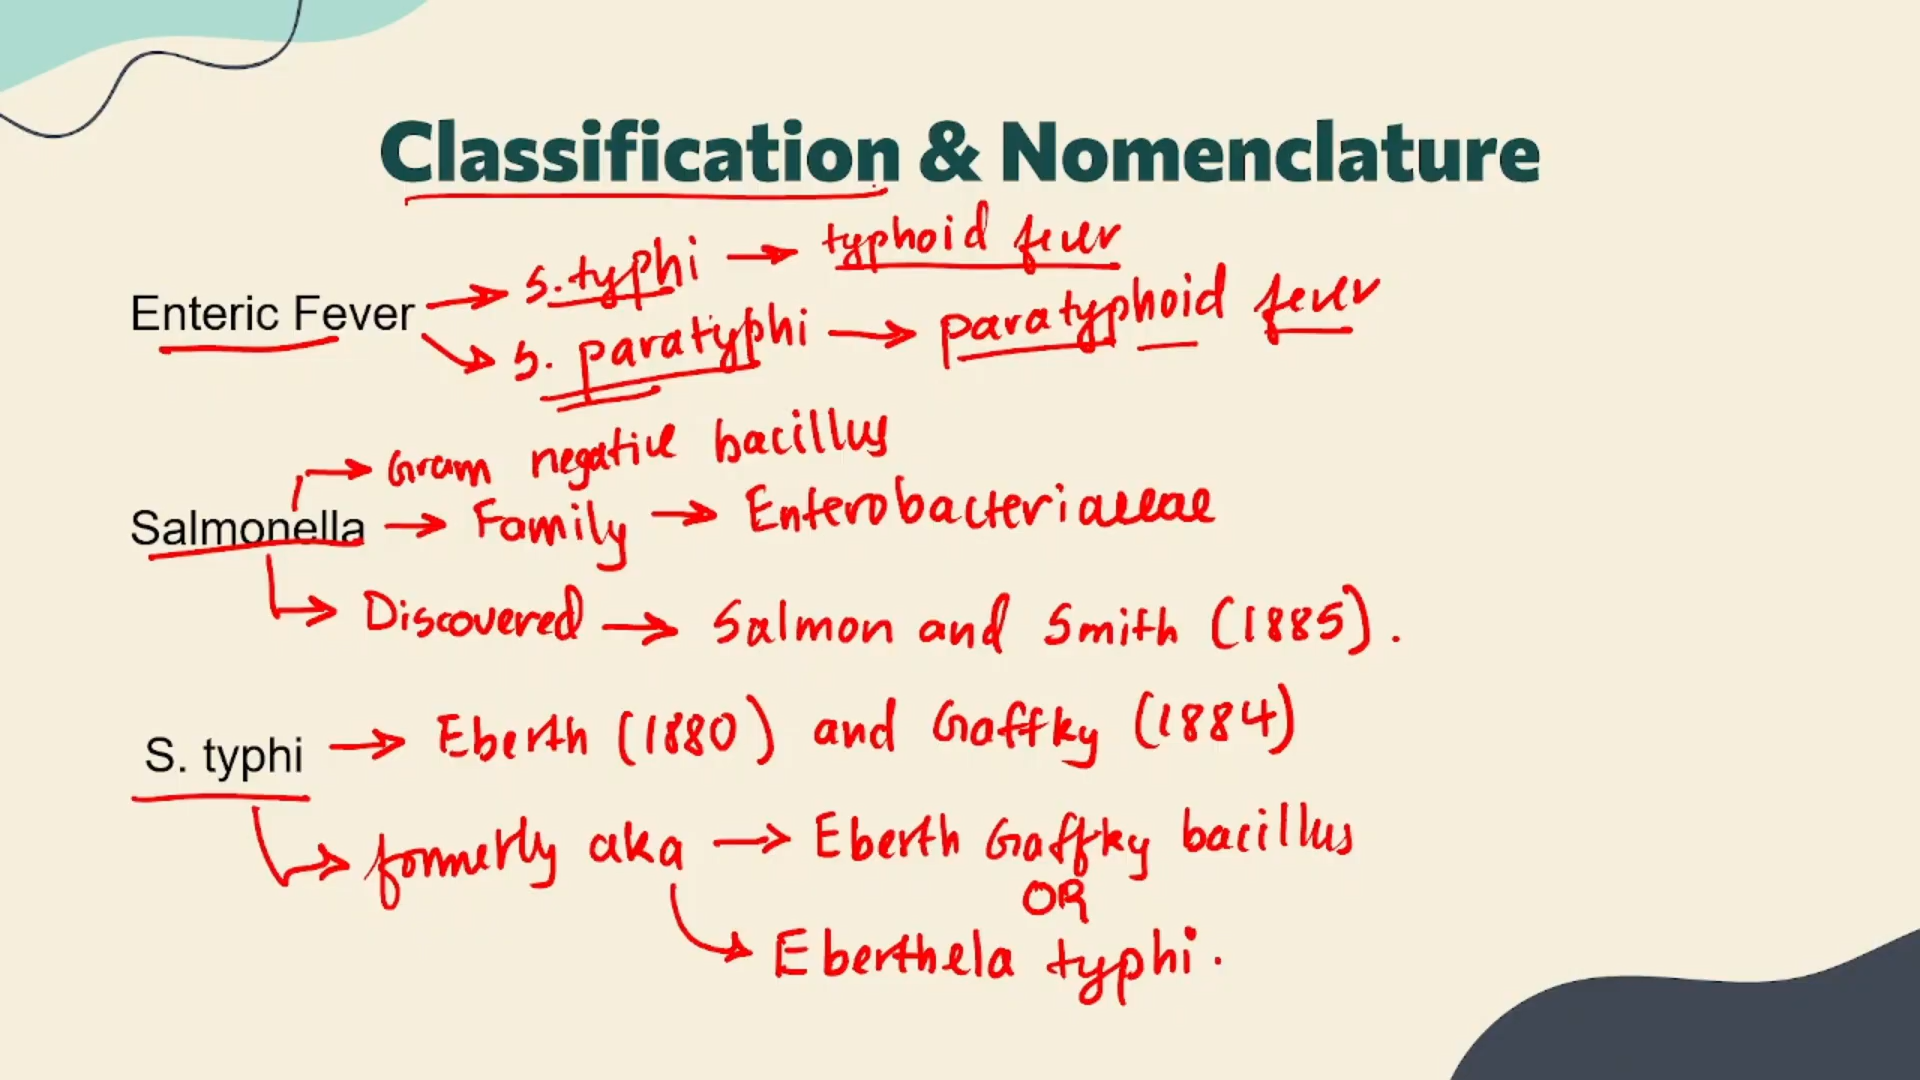 Classification & Nomenclature
Enteric Fever → S. typhi → typhoid fever
→ S. paratyphi → paratyphoid fever
→ Gram negative bacillus
Salmonella → Family → Enterobacteriaceae
→ Discovered → Salmon and Smith (1885).
S. typhi → Eberth (1880) and Gaffky (1884)
→ formerly aka → Eberth Gaffky bacillus
OR
→ Eberthela typhi.